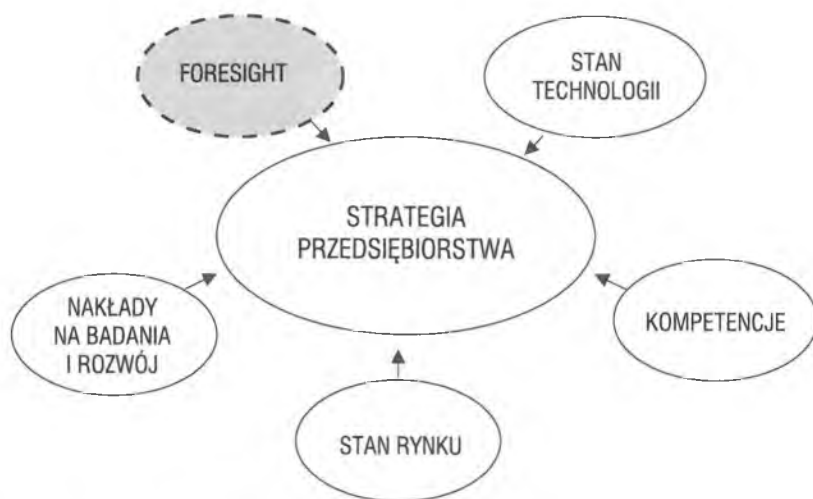 FORESIGHT
STAN
TECHNOLOGII
STRATEGIA
PRZEDSIĘBIORSTWA
NAKŁADY
NA BADANIA
I ROZWÓJ
KOMPETENCJE
STAN RYNKU